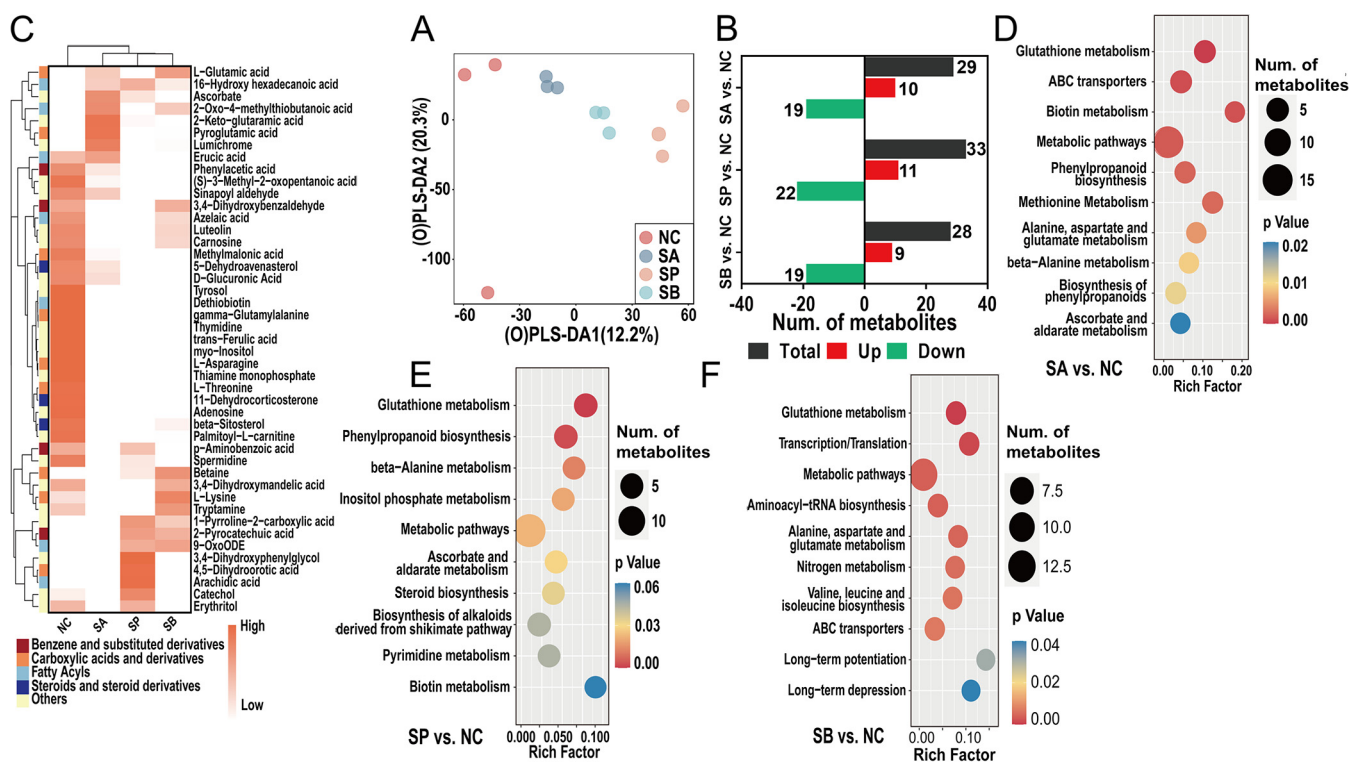 C
L-Glutamic acid
16-Hydroxy hexadecanoic acid
Ascorbate
2-Oxo-4-methylthiobutanoic acid
2-Keto-glutaramic acid
Pyroglutamic acid
Lumichrome
Erucic acid
Phenylacetic acid
(S)-3-Methyl-2-oxopentanoic acid
Sinapoyl aldehyde
3,4-Dihydroxybenzaldehyde
Azelaic acid
Luteolin
Carnosine
Methylmalonic acid
5-Dehydroavenasterol
D-Glucuronic Acid
Tyrosol
Dethiobiotin
gamma-Glutamylalanine
Thymidine
trans-Ferulic acid
myo-Inositol
L-Asparagine
Thiamine monophosphate
L-Threonine
11-Dehydrocorticosterone
Adenosine
beta-Sitosterol
Palmitoyl-L-carnitine
p-Aminobenzoic acid
Spermidine
Betaine
3,4-Dihydroxymandelic acid
L-Lysine
Tryptamine
1-Pyrroline-2-carboxylic acid
2-Pyrocatechuic acid
9-OxoODE
3,4-Dihydroxyphenylglycol
4,5-Dihydroorotic acid
Arachidic acid
Catechol
Erythritol
NC SA SP SB
Benzene and substituted derivatives
Carboxylic acids and derivatives
Fatty Acyls
Steroids and steroid derivatives
Others
High
Low
A
(O)PLS-DA2 (20.3%)
0
-50
-100
-60 -30 0 30 60
(O)PLS-DA1(12.2%)
NC
SA
SP
SB
B
SB vs. NC SP vs. NC SA vs. NC
29
10
19
33
11
22
28
9
19
-40 -20 0 20 40
Num. of metabolites
Total Up Down
D
Glutathione metabolism
ABC transporters
Biotin metabolism
Metabolic pathways
Phenylpropanoid
biosynthesis
Methionine Metabolism
Alanine, aspartate and
glutamate metabolism
beta-Alanine metabolism
Biosynthesis of
phenylpropanoids
Ascorbate and
aldarate metabolism
0.00 0.10 0.20
Rich Factor
SA vs. NC
Num. of
metabolites
5
10
15
p Value
0.02
0.01
0.00
E
Glutathione metabolism
Phenylpropanoid biosynthesis
beta-Alanine metabolism
Inositol phosphate metabolism
Metabolic pathways
Ascorbate and
aldarate metabolism
Steroid biosynthesis
Biosynthesis of alkaloids
derived from shikimate pathway
Pyrimidine metabolism
Biotin metabolism
0.000 0.050 0.100
Rich Factor
SP vs. NC
Num. of
metabolites
5
10
p Value
0.06
0.03
0.00
F
Glutathione metabolism
Transcription/Translation
Metabolic pathways
Aminoacyl-tRNA biosynthesis
Alanine, aspartate and
glutamate metabolism
Nitrogen metabolism
Valine, leucine and
isoleucine biosynthesis
ABC transporters
Long-term potentiation
Long-term depression
0.00 0.10
Rich Factor
SB vs. NC
Num. of
metabolites
7.5
10.0
12.5
p Value
0.04
0.02
0.00